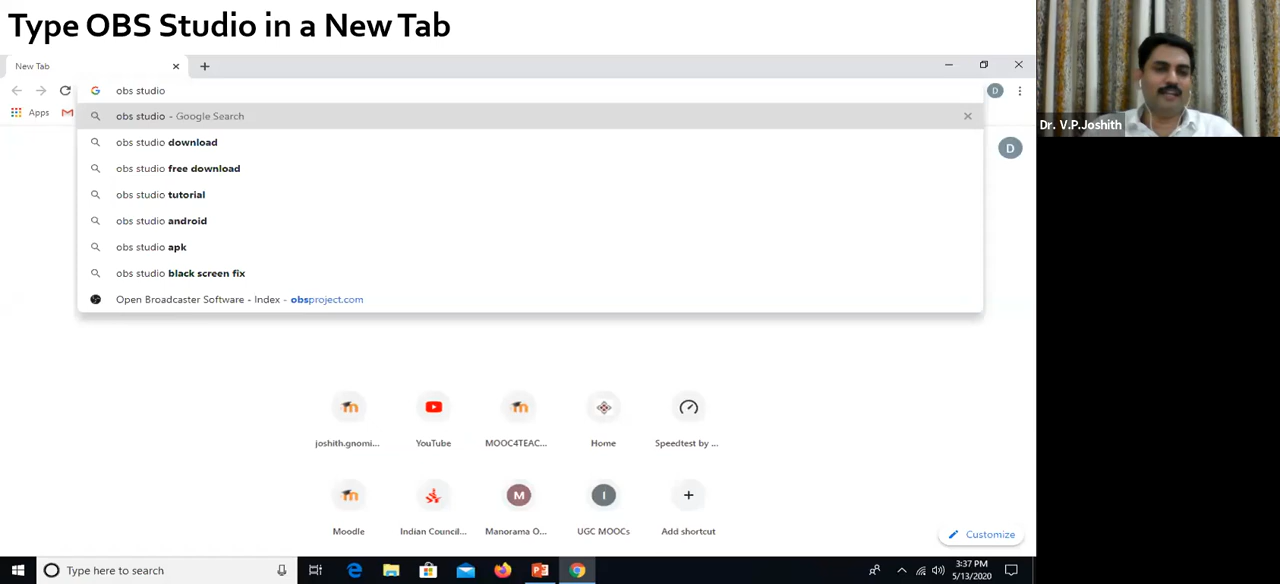 Type OBS Studio in a New Tab
New Tab
obs studio
D
Apps
obs studio - Google Search
D
obs studio download
obs studio free download
obs studio tutorial
obs studio android
obs studio apk
obs studio black screen fix
Open Broadcaster Software - Index - obsproject.com
Dr. V.P.Joshith
joshith.gnomi... YouTube MOOC4TEAC... Home Speedtest by ...
M I
Moodle Indian Council... Manorama O... UGC MOOCs Add shortcut
Customize
Type here to search
3:37 PM
5/13/2020